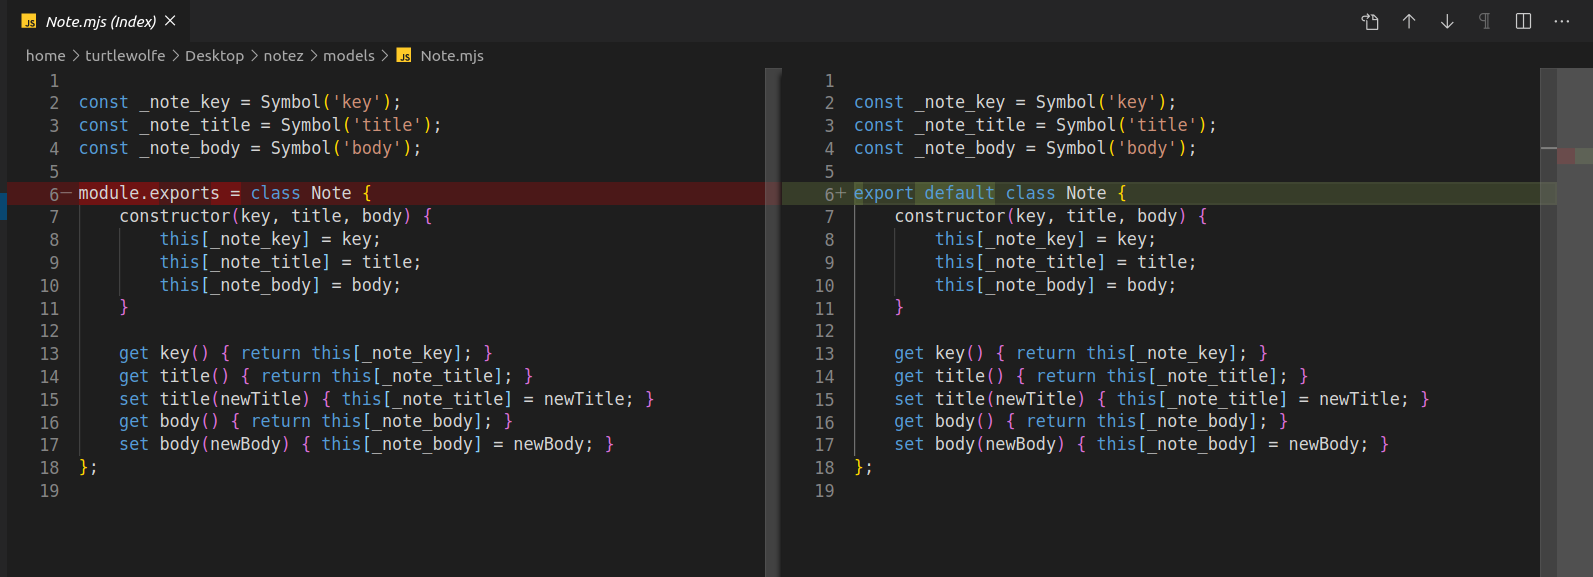 JS Note.mjs (Index)
home > turtlewolfe > Desktop > notez > models > JS Note.mjs
1
2 const _note_key = Symbol('key');
3 const _note_title = Symbol('title');
4 const _note_body = Symbol('body');
5
6− module.exports = class Note {
7 constructor(key, title, body) {
8 this[_note_key] = key;
9 this[_note_title] = title;
10 this[_note_body] = body;
11 }
12
13 get key() { return this[_note_key]; }
14 get title() { return this[_note_title]; }
15 set title(newTitle) { this[_note_title] = newTitle; }
16 get body() { return this[_note_body]; }
17 set body(newBody) { this[_note_body] = newBody; }
18 };
19
1
2 const _note_key = Symbol('key');
3 const _note_title = Symbol('title');
4 const _note_body = Symbol('body');
5
6+ export default class Note {
7 constructor(key, title, body) {
8 this[_note_key] = key;
9 this[_note_title] = title;
10 this[_note_body] = body;
11 }
12
13 get key() { return this[_note_key]; }
14 get title() { return this[_note_title]; }
15 set title(newTitle) { this[_note_title] = newTitle; }
16 get body() { return this[_note_body]; }
17 set body(newBody) { this[_note_body] = newBody; }
18 };
19